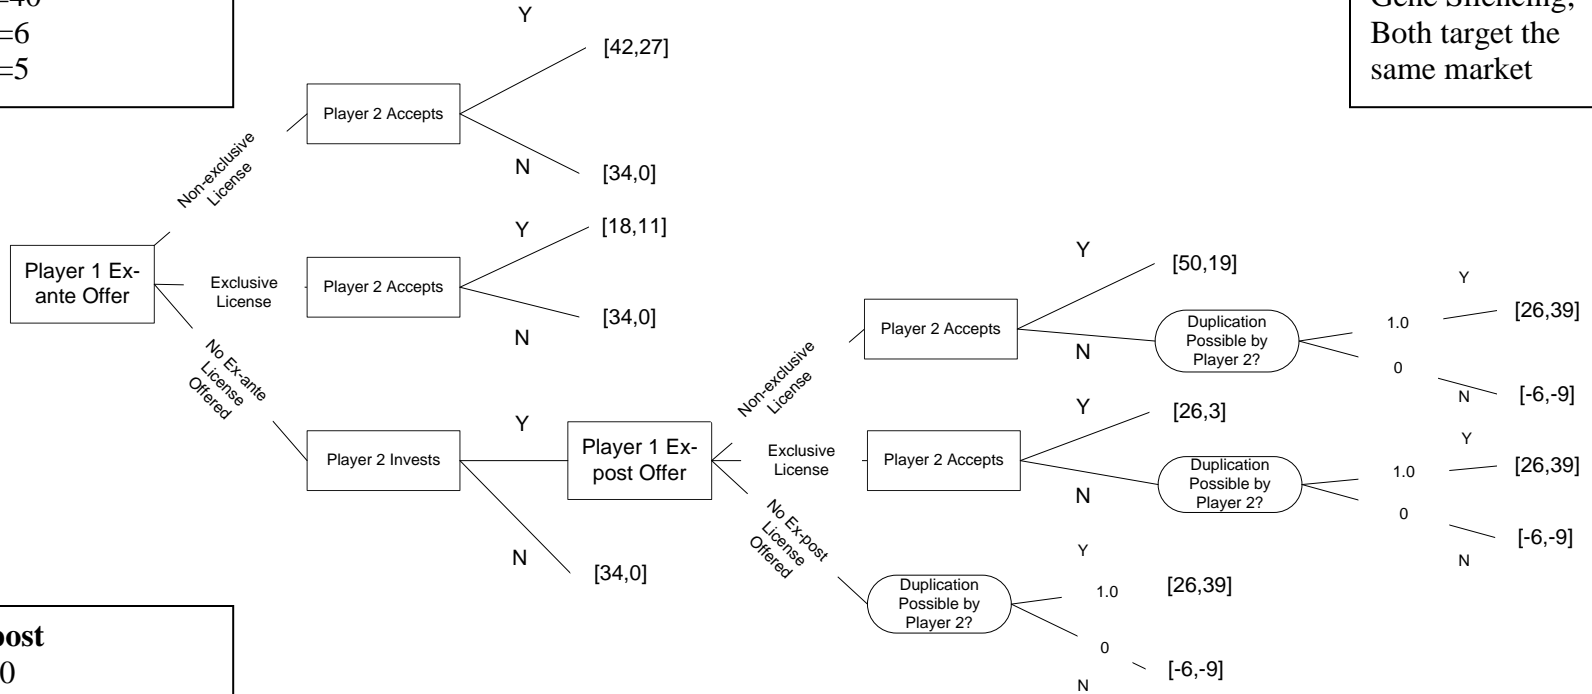 =40
=6
=5
Gene Silencing;
Both target the
same market
Y
[42,27]
Player 2 Accepts
N
[34,0]
Non-exclusive
License
Y
[18,11]
Player 1 Ex-
ante Offer
Exclusive
License
Player 2 Accepts
[34,0]
N
No Ex-ante
License
Offered
Y
Player 2 Invests
N
[34,0]
Player 1 Ex-
post Offer
Non-exclusive
License
Player 2 Accepts
Y
[50,19]
N
Duplication
Possible by
Player 2?
Y
1.0
[26,39]
0
N
[-6,-9]
Exclusive
License
Player 2 Accepts
Y
[26,3]
N
Duplication
Possible by
Player 2?
Y
1.0
[26,39]
0
[-6,-9]
N
No Ex-post
License
Offered
Duplication
Possible by
Player 2?
Y
1.0
[26,39]
0
[-6,-9]
N
post
0